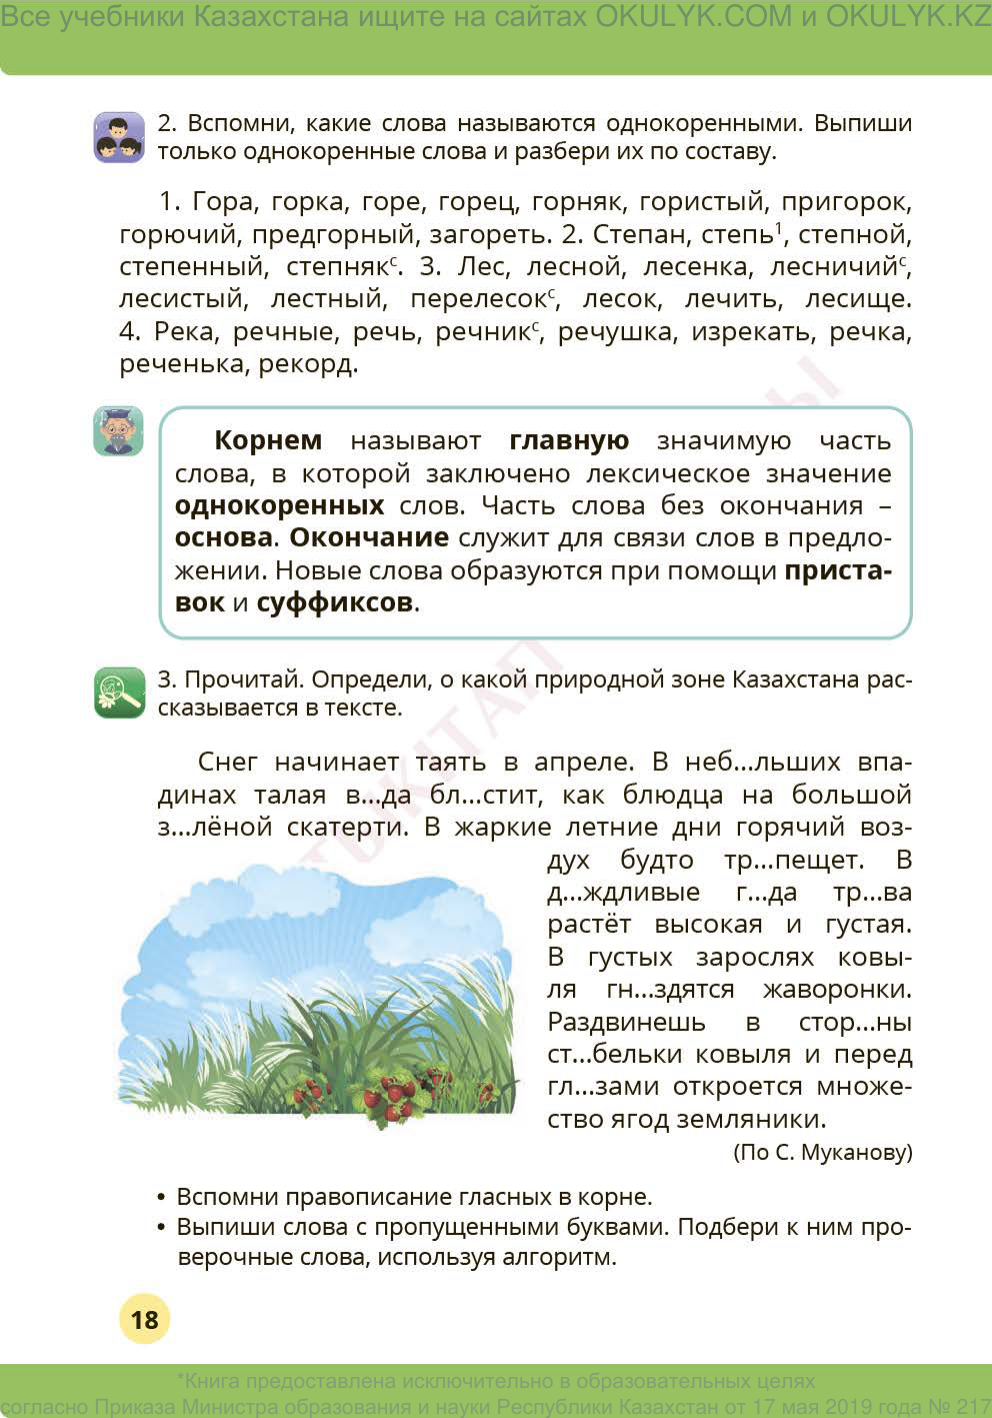 Все учебники Казахстана ищите на сайтах OKULYK.COM и OKULYK.KZ
2. Вспомни, какие слова называются однокоренными. Выпиши
только однокоренные слова и разбери их по составу.
1. Гора, горка, горе, горец, горняк, гористый, пригорок,
горючий, предгорный, загореть. 2. Степан, степь¹, степной,
степенный, степнякᶜ. 3. Лес, лесной, лесенка, лесничийᶜ,
лесистый, лестный, перелесокᶜ, лесок, лечить, лесище.
4. Река, речные, речь, речникᶜ, речушка, изрекать, речка,
реченька, рекорд.
Корнем называют главную значимую часть
слова, в которой заключено лексическое значение
однокоренных слов. Часть слова без окончания –
основа. Окончание служит для связи слов в предло-
жении. Новые слова образуются при помощи приста-
вок и суффиксов.
3. Прочитай. Определи, о какой природной зоне Казахстана рас-
сказывается в тексте.
Снег начинает таять в апреле. В неб...льших впа-
динах талая в...да бл...стит, как блюдца на большой
з...лёной скатерти. В жаркие летние дни горячий воз-
дух будто тр...пещет. В
д...ждливые г...да тр...ва
растёт высокая и густая.
В густых зарослях ковы-
ля гн...здятся жаворонки.
Раздвинешь в стор...ны
ст...бельки ковыля и перед
гл...зами откроется множе-
ство ягод земляники.
(По С. Муканову)
• Вспомни правописание гласных в корне.
• Выпиши слова с пропущенными буквами. Подбери к ним про-
верочные слова, используя алгоритм.
18
*Книга предоставлена исключительно в образовательных целях
согласно Приказа Министра образования и науки Республики Казахстан от 17 мая 2019 года № 217